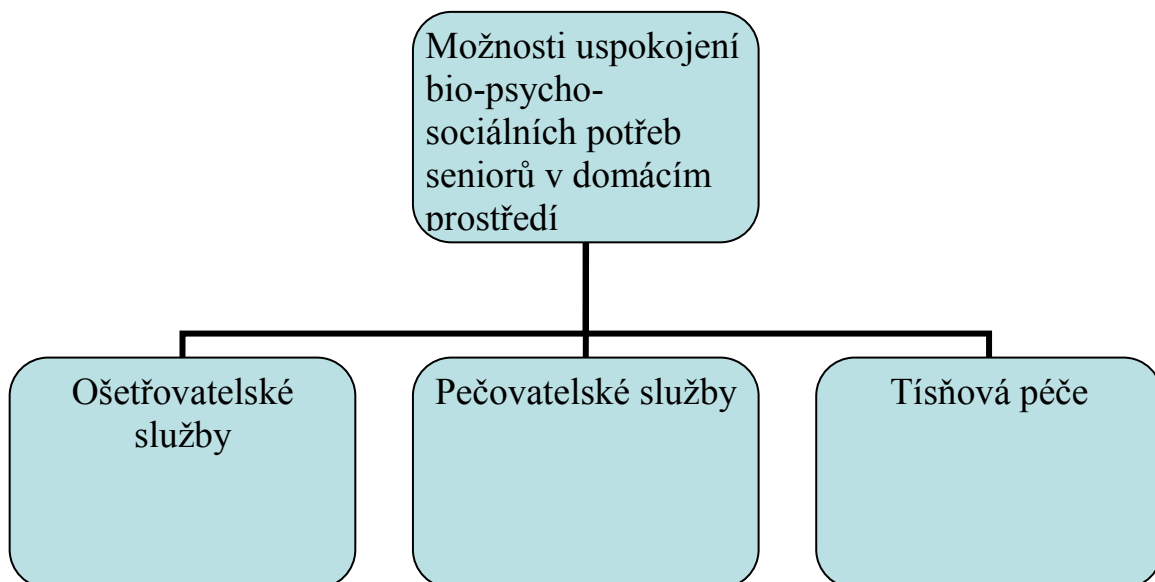 Možnosti uspokojení
bio-psycho-
sociálních potřeb
seniorů v domácím
prostředí
Ošetřovatelské
služby
Pečovatelské služby
Tísňová péče